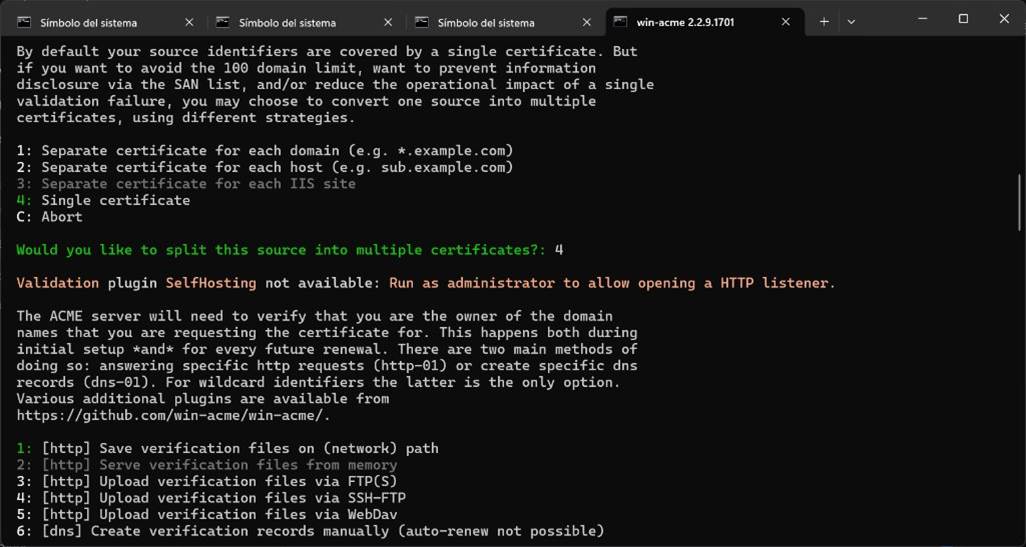 Símbolo del sistema
Símbolo del sistema
Símbolo del sistema
win-acme 2.2.9.1701
By default your source identifiers are covered by a single certificate. But
if you want to avoid the 100 domain limit, want to prevent information
disclosure via the SAN list, and/or reduce the operational impact of a single
validation failure, you may choose to convert one source into multiple
certificates, using different strategies.
1: Separate certificate for each domain (e.g. *.example.com)
2: Separate certificate for each host (e.g. sub.example.com)
3: Separate certificate for each IIS site
4: Single certificate
C: Abort
Would you like to split this source into multiple certificates?: 4
Validation plugin SelfHosting not available: Run as administrator to allow opening a HTTP listener.
The ACME server will need to verify that you are the owner of the domain
names that you are requesting the certificate for. This happens both during
initial setup *and* for every future renewal. There are two main methods of
doing so: answering specific http requests (http-01) or create specific dns
records (dns-01). For wildcard identifiers the latter is the only option.
Various additional plugins are available from
https://github.com/win-acme/win-acme/.
1: [http] Save verification files on (network) path
2: [http] Serve verification files from memory
3: [http] Upload verification files via FTP(S)
4: [http] Upload verification files via SSH-FTP
5: [http] Upload verification files via WebDav
6: [dns] Create verification records manually (auto-renew not possible)